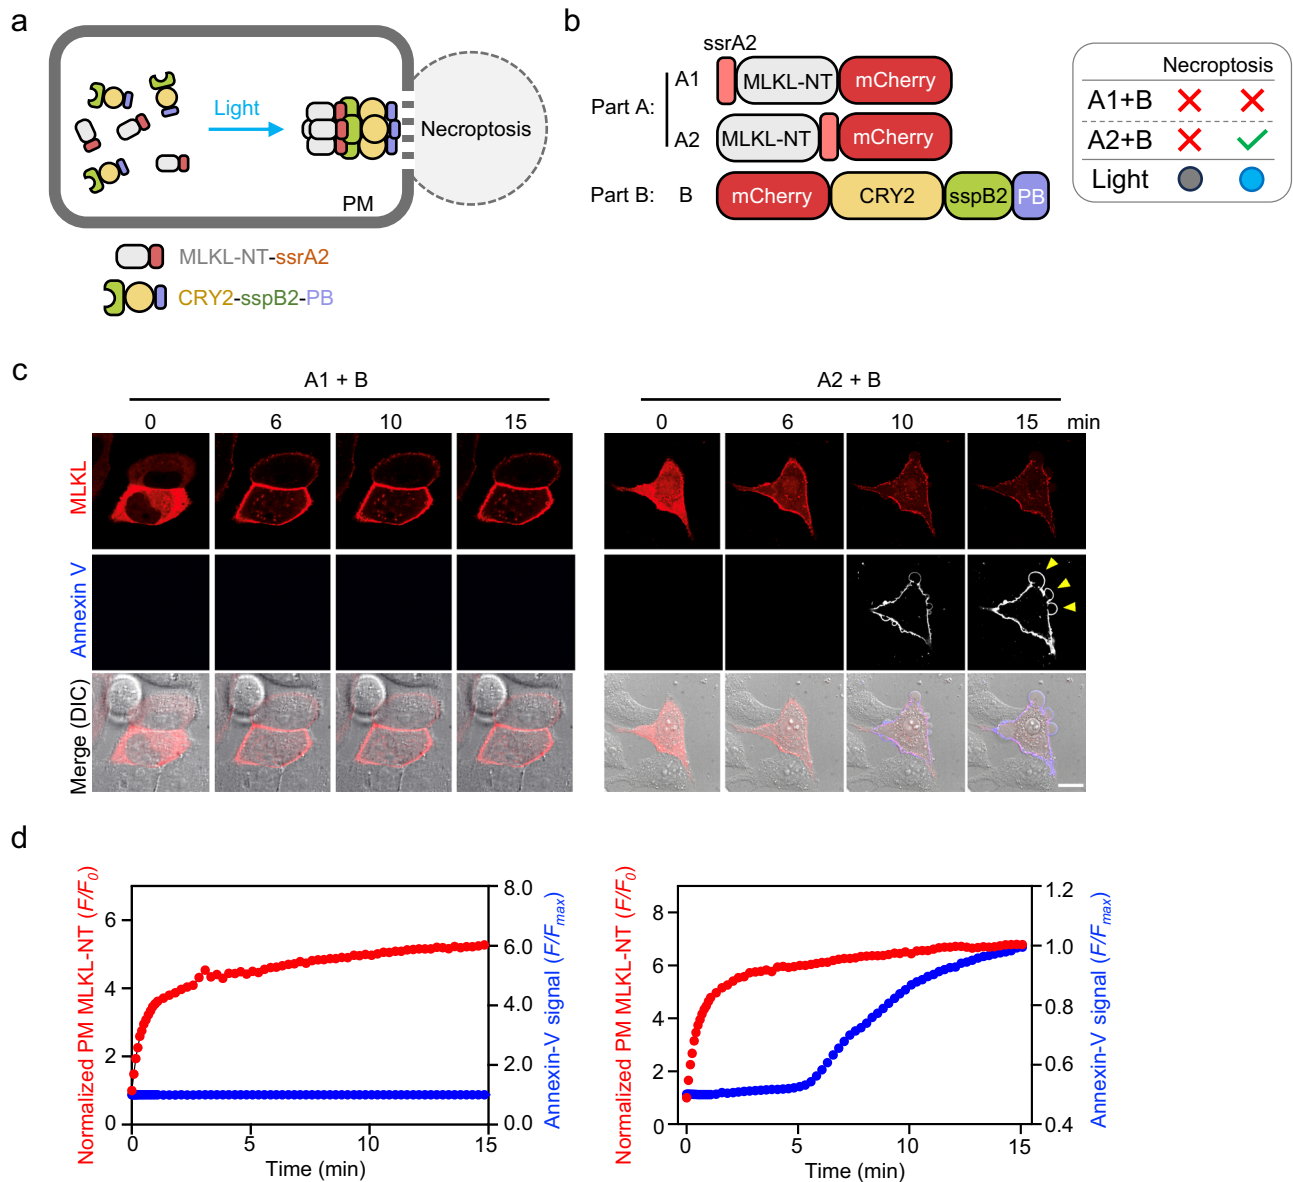 a
Light
Necroptosis
PM
MLKL-NT-ssrA2
CRY2-sspB2-PB
b
ssrA2
Part A:
A1
MLKL-NT
mCherry
A2
MLKL-NT
mCherry
Part B:
B
mCherry
CRY2
sspB2
PB
Necroptosis
A1+B
A2+B
Light
c
A1 + B
A2 + B
0 6 10 15
0 6 10 15 min
MLKL
Annexin V
Merge (DIC)
d
Normalized PM MLKL-NT (F/F0)
6
4
2
0
8.0
6.0
4.0
2.0
0.0
Annexin-V signal (F/Fmax)
0 5 10 15
Time (min)
Normalized PM MLKL-NT (F/F0)
8
6
4
2
0
1.2
1.0
0.8
0.6
0.4
Annexin-V signal (F/Fmax)
0 5 10 15
Time (min)